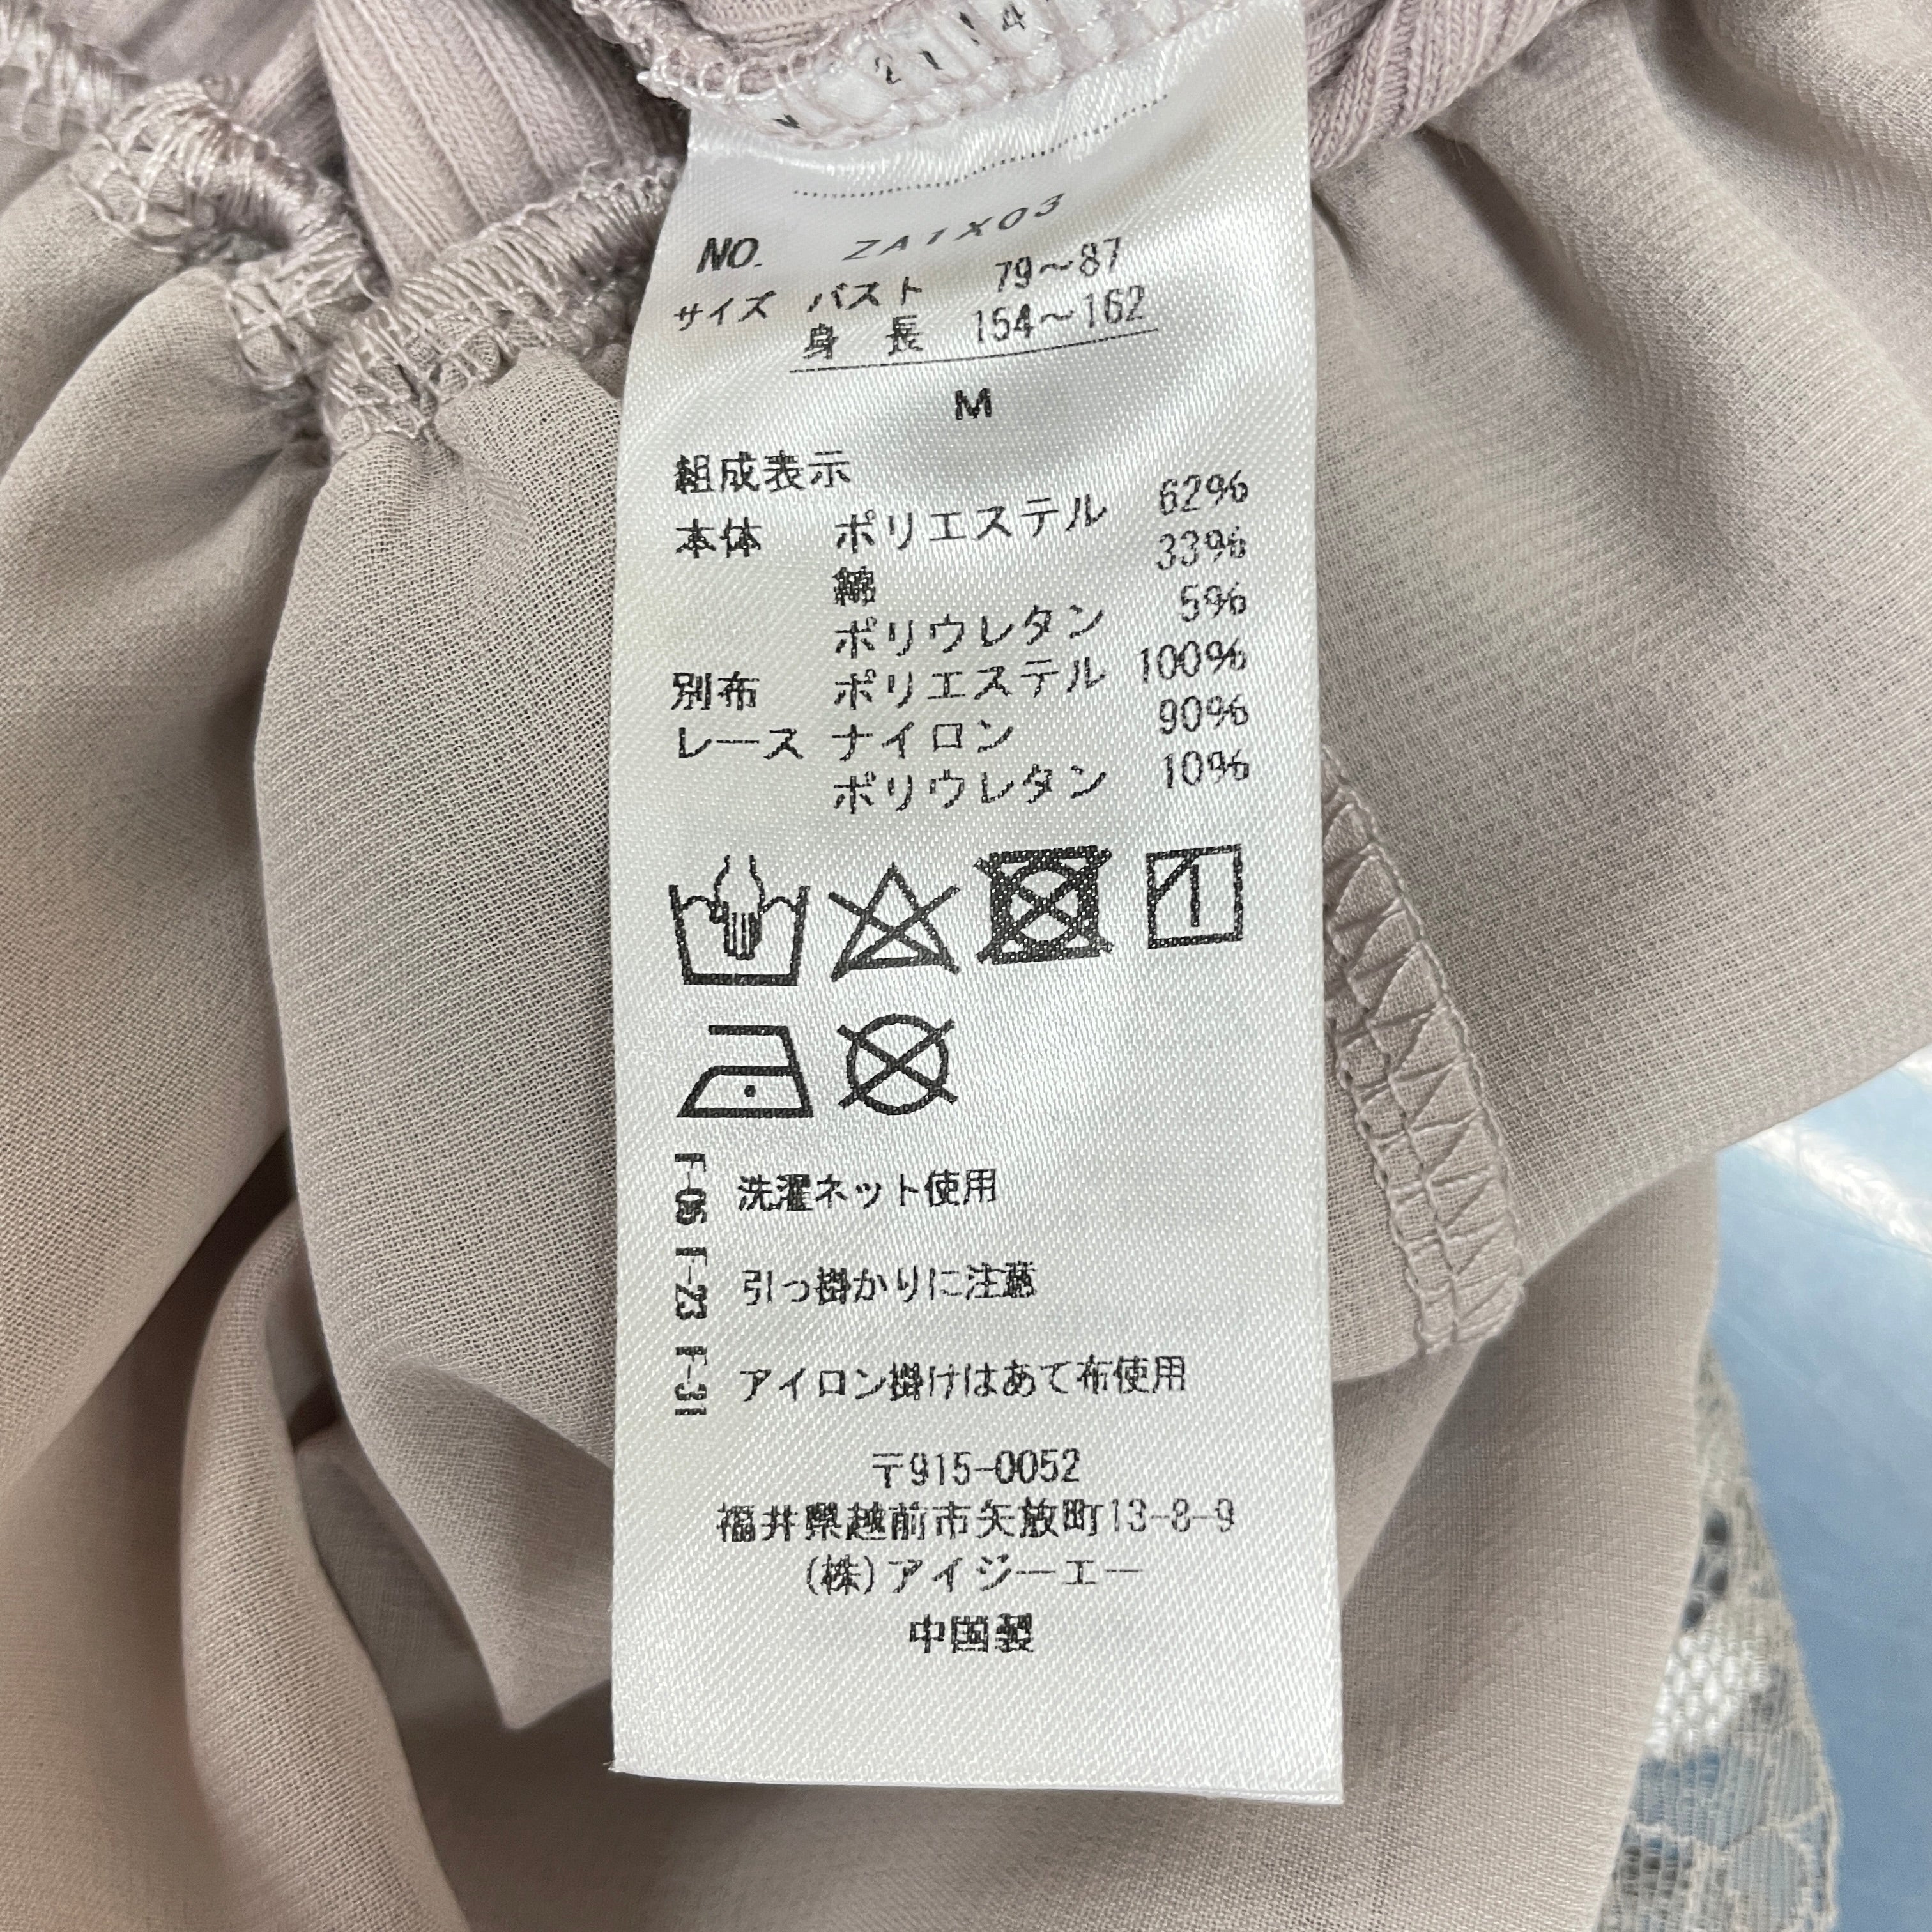 NO. ZA1X03
サイズ バスト 79～87
身長 154～162
M
組成表示
本体 ポリエステル 62%
綿 33%
ポリウレタン 5%
別布 ポリエステル 100%
レース ナイロン 90%
ポリウレタン 10%
F-06 洗濯ネット使用
F-23 引っ掛かりに注意
F-31 アイロン掛けはあて布使用
〒915-0052
福井県越前市矢放町13-8-9
(株)アイジーエー
中国製